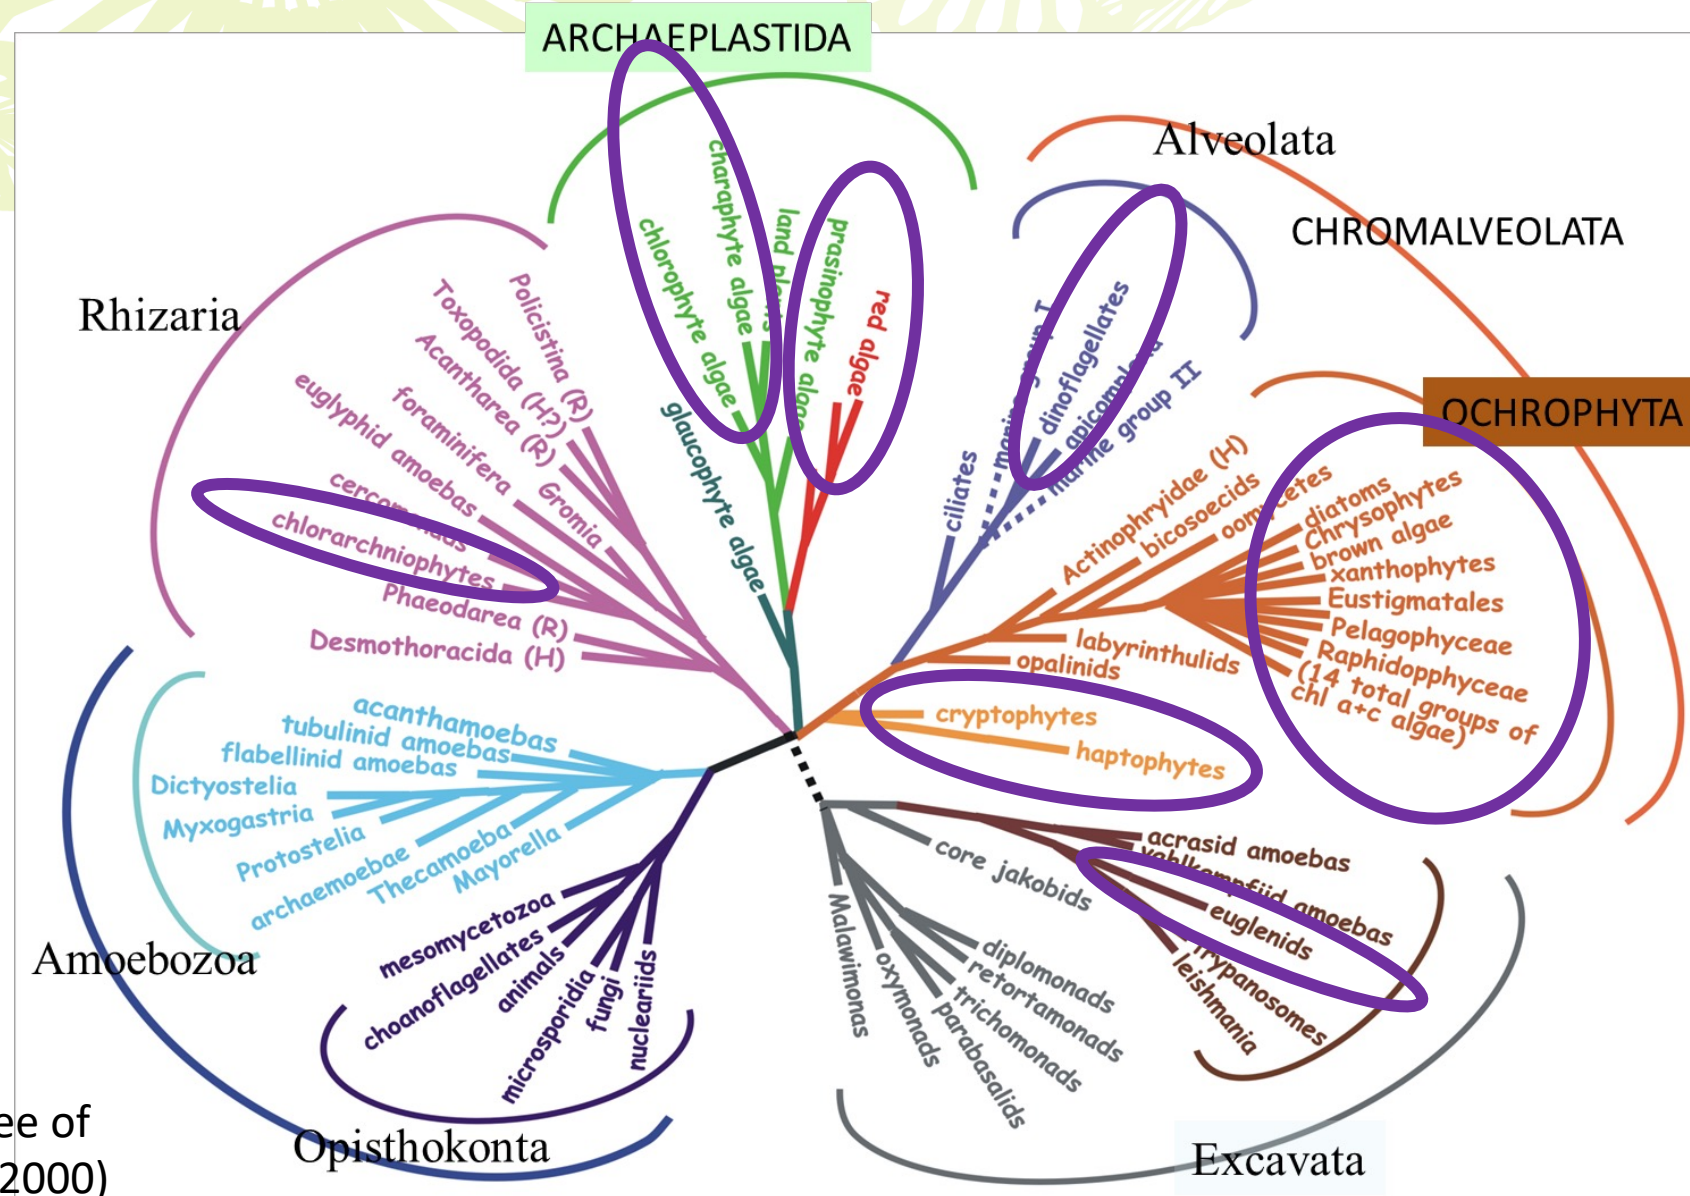 ARCHAEPLASTIDA
Alveolata
CHROMALVEOLATA
OCHROPHYTA
Rhizaria
Policistina (R)
Toxopodida (H?)
Acantharea (R)
foraminifera
Gromia
euglyphid amoebas
chlorarchniophytes
Phaeodarea (R)
Desmothoracida (H)
chlorophyte algae
charaphyte algae
land
prasinophyte algae
red algae
glaucophyte algae
ciliates
dinoflagellates
apicomplexa
marine group II
Actinophryidae (H)
bicosoecids
oomycetes
diatoms
Chrysophytes
brown algae
xanthophytes
Eustigmatales
Pelagophyceae
Raphidopphyceae
(14 total groups of
chl a+c algae)
labyrinthulids
opalinids
cryptophytes
haptophytes
acrasid amoebas
amoebas
euglenids
trypanosomes
leishmania
core jakobids
diplomonads
retortamonads
trichomonads
parabasalids
oxymonads
Malawimonas
Excavata
acanthamoebas
tubulinid amoebas
flabellinid amoebas
Dictyostelia
Myxogastria
Protostelia
archaemoebae
Thecamoeba
Mayorella
Amoebozoa
mesomycetozoa
choanoflagellates
animals
microsporidia
fungi
nucleariids
Opisthokonta
ee of
2000)